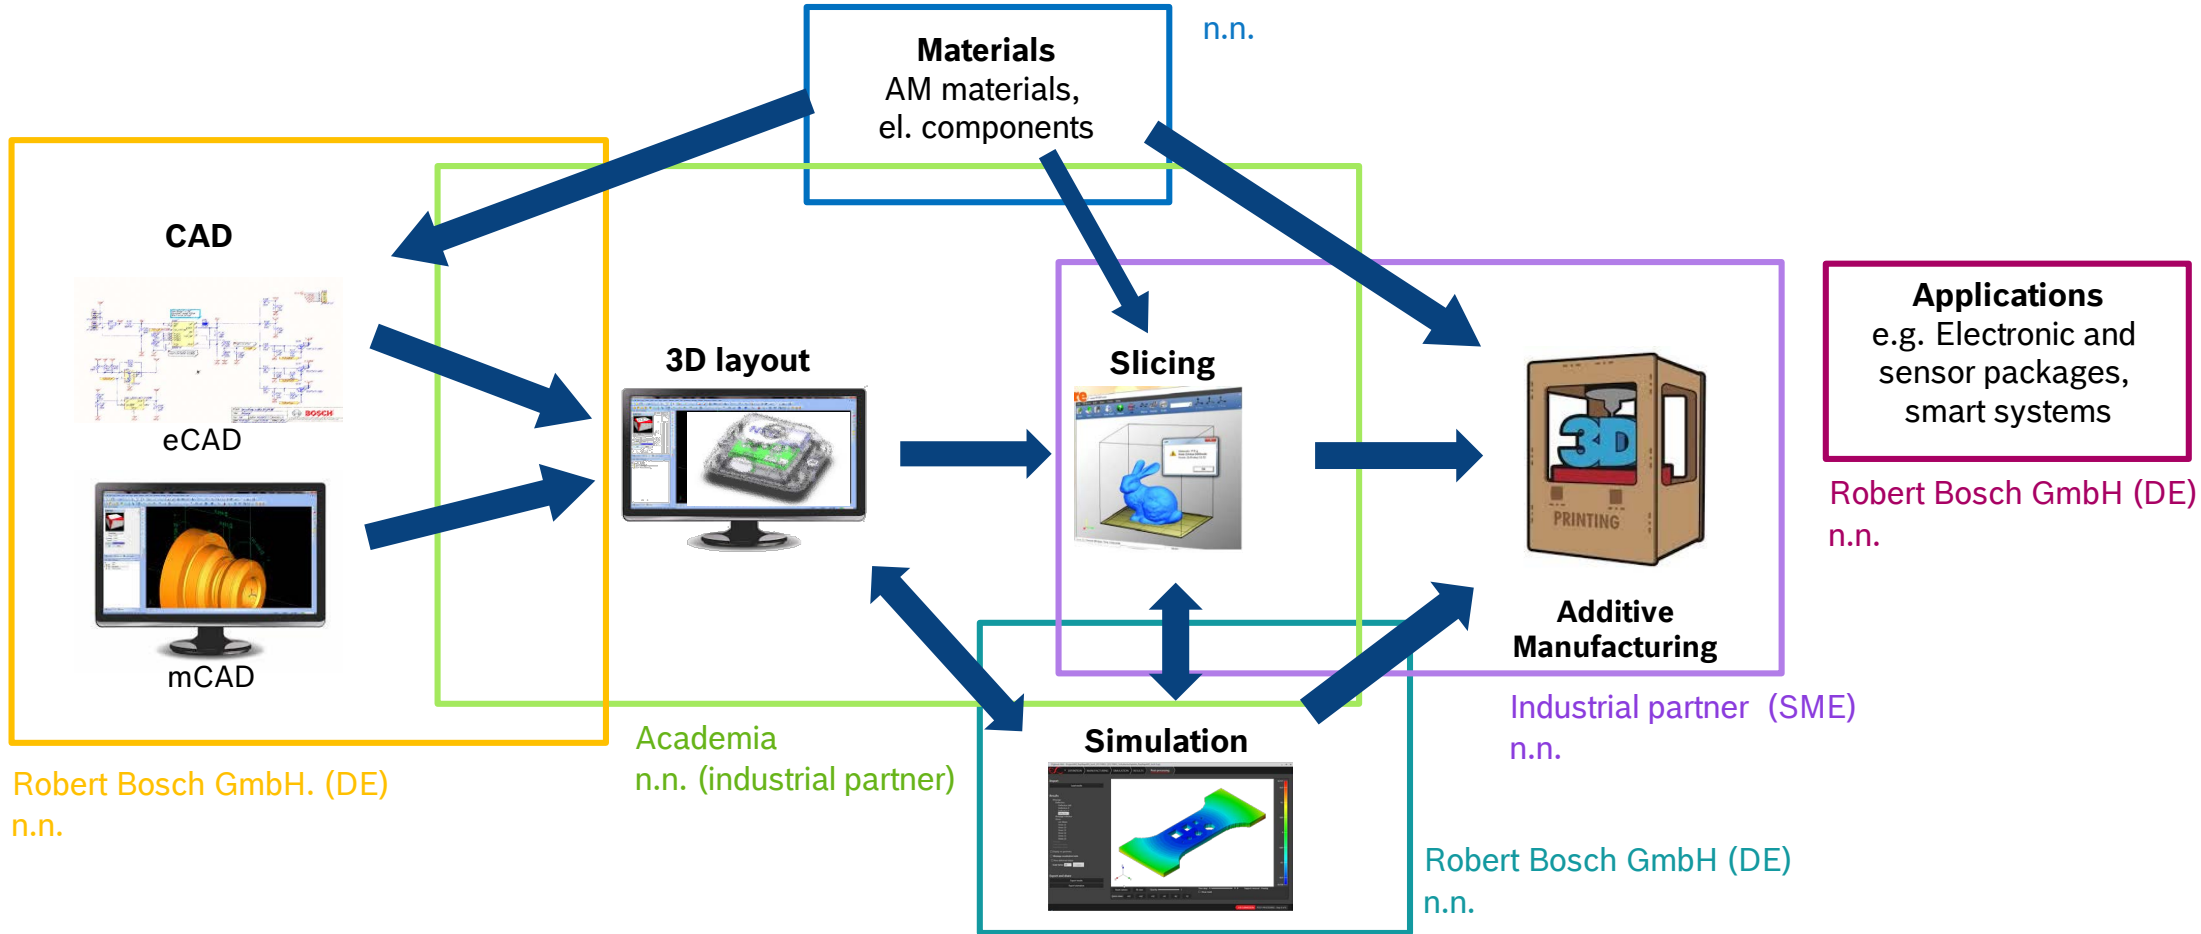 n.n.
Materials
AM materials,
el. components
CAD
BOSCH
eCAD
mCAD
3D layout
Slicing
re
3D
PRINTING
Additive
Manufacturing
Applications
e.g. Electronic and
sensor packages,
smart systems
Robert Bosch GmbH (DE)
n.n.
Industrial partner (SME)
n.n.
Simulation
Academia
n.n. (industrial partner)
Robert Bosch GmbH. (DE)
n.n.
Robert Bosch GmbH (DE)
n.n.